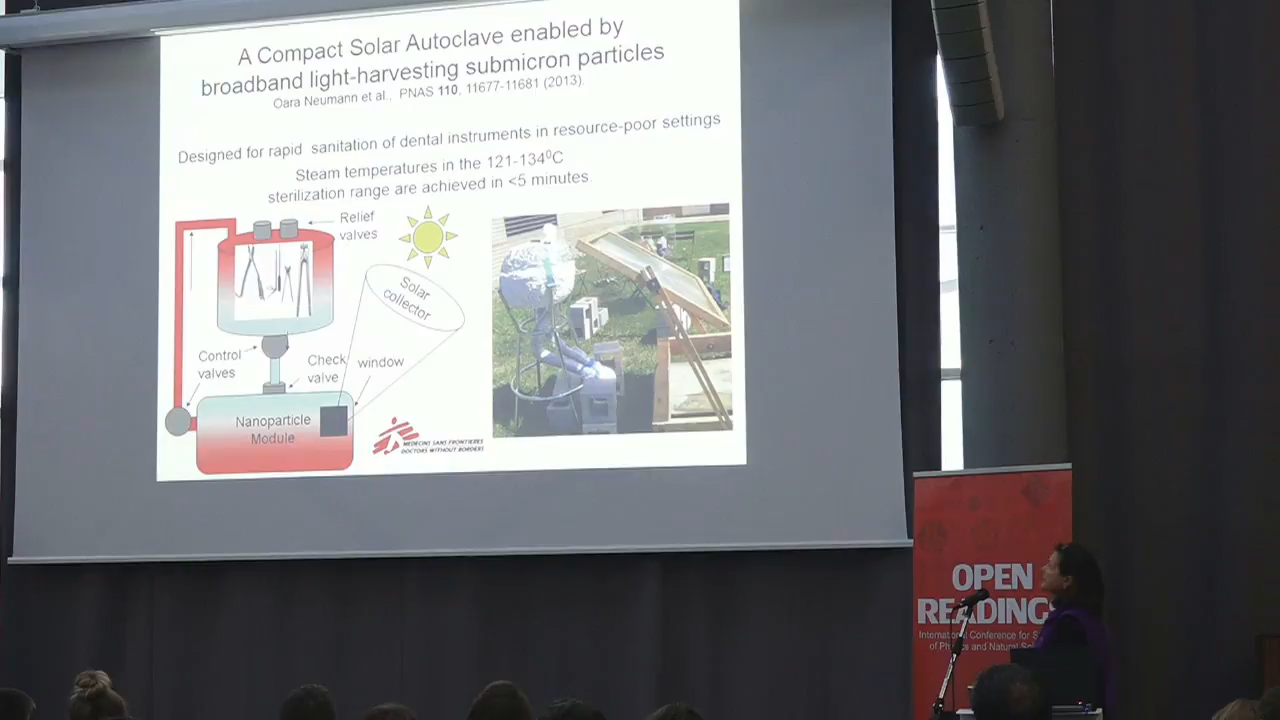 A Compact Solar Autoclave enabled by
broadband light-harvesting submicron particles
Oara Neumann et al., PNAS 110, 11677-11681 (2013)
Designed for rapid sanitation of dental instruments in resource-poor settings
Steam temperatures in the 121-134⁰C
sterilization range are achieved in <5 minutes.
Relief
valves
Solar
collector
Control
valves
Check
valve
window
Nanoparticle
Module
MEDECINS SANS FRONTIERES
DOCTORS WITHOUT BORDERS
OPEN
READINGS
International Conference for
of and Natural